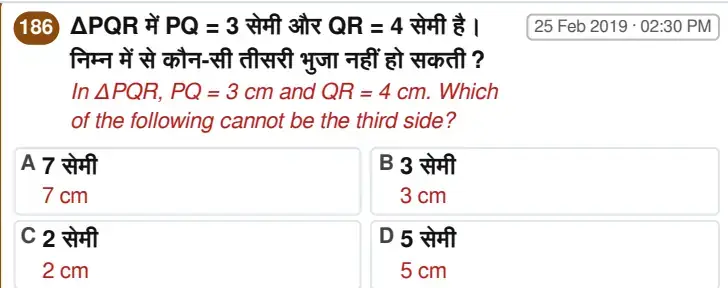 186 ΔPQR में PQ = 3 सेमी और QR = 4 सेमी है। 25 Feb 2019 · 02:30 PM
निम्न में से कौन-सी तीसरी भुजा नहीं हो सकती ?
In ΔPQR, PQ = 3 cm and QR = 4 cm. Which
of the following cannot be the third side?
A 7 सेमी
7 cm
B 3 सेमी
3 cm
C 2 सेमी
2 cm
D 5 सेमी
5 cm